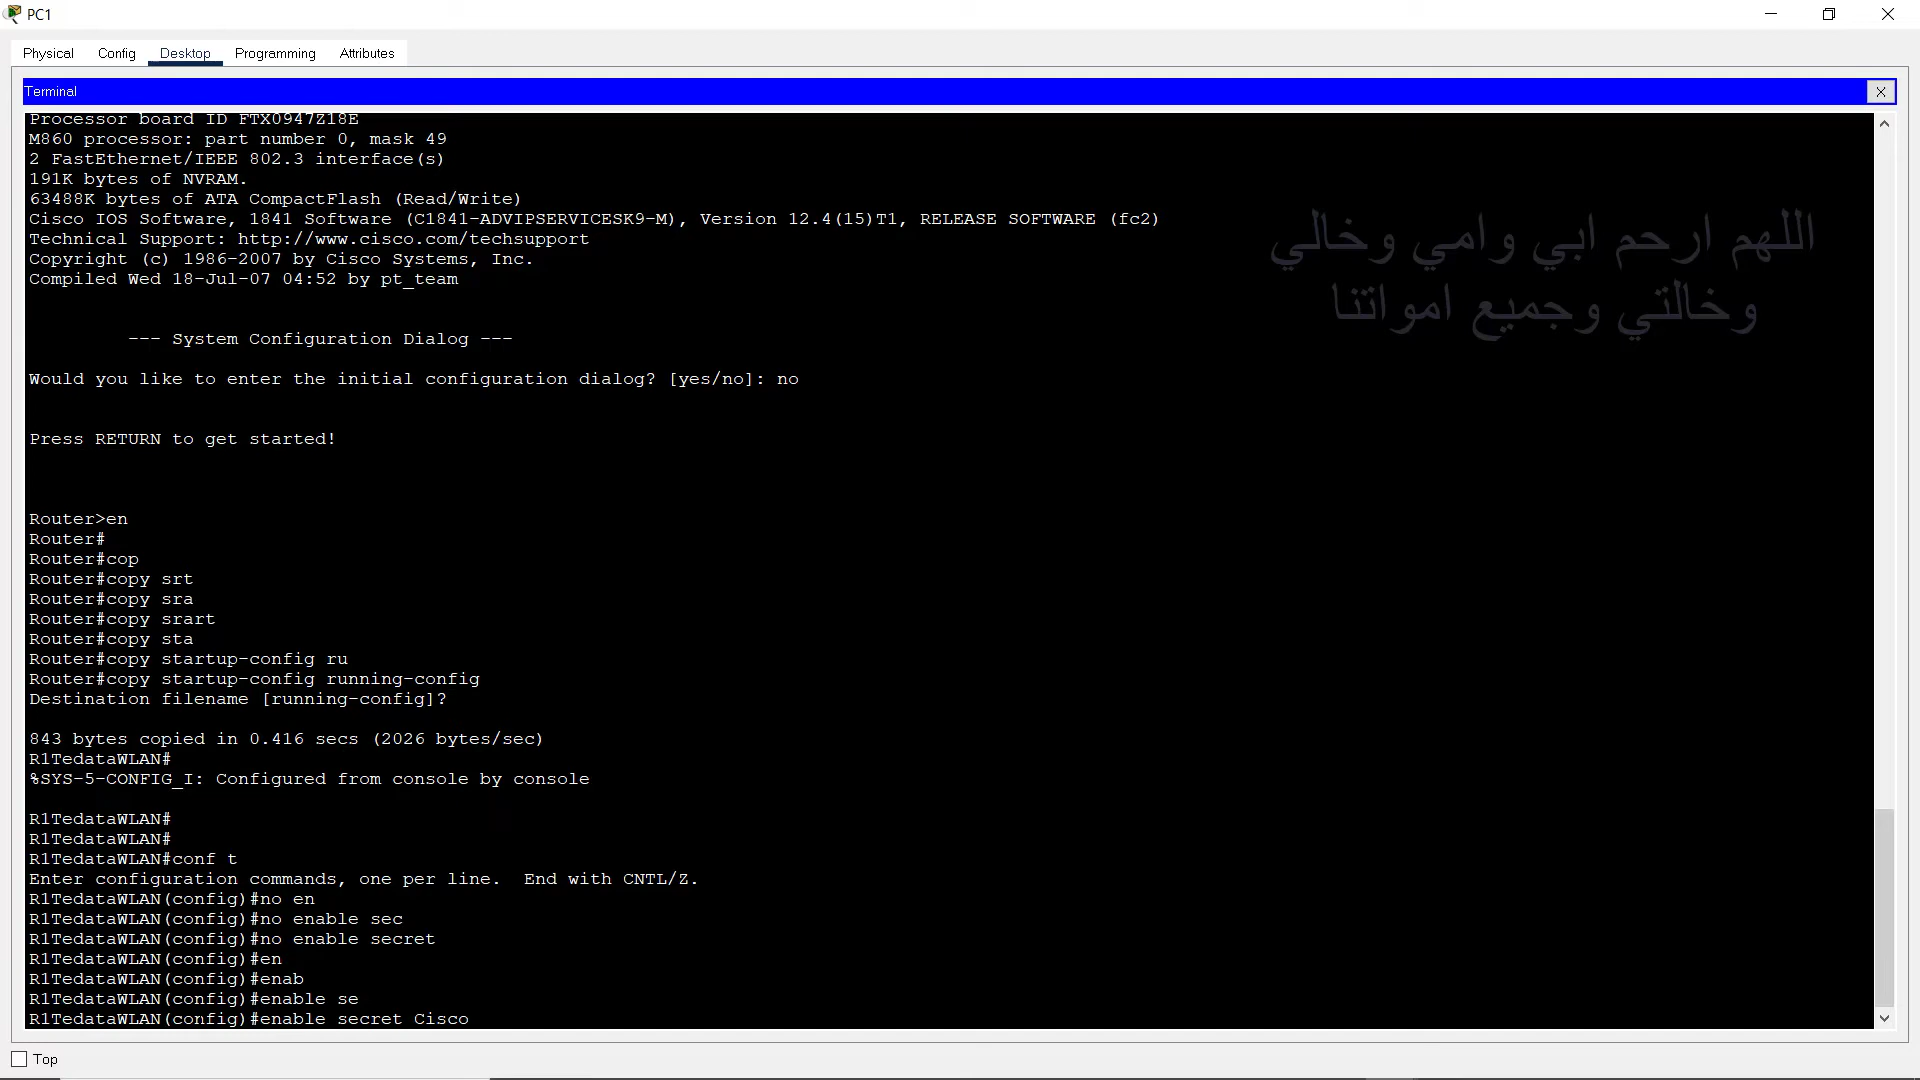 PC1
Physical Config Desktop Programming Attributes
Terminal
X
Processor board ID FTX0947Z18E
M860 processor: part number 0, mask 49
2 FastEthernet/IEEE 802.3 interface(s)
191K bytes of NVRAM.
63488K bytes of ATA CompactFlash (Read/Write)
Cisco IOS Software, 1841 Software (C1841-ADVIPSERVICESK9-M), Version 12.4(15)T1, RELEASE SOFTWARE (fc2)
Technical Support: http://www.cisco.com/techsupport
Copyright (c) 1986-2007 by Cisco Systems, Inc.
Compiled Wed 18-Jul-07 04:52 by pt_team
اللهم ارحم ابي وامي وخالي
وخالتي وجميع امواتنا
--- System Configuration Dialog ---
Would you like to enter the initial configuration dialog? [yes/no]: no
Press RETURN to get started!
Router>en
Router#
Router#cop
Router#copy srt
Router#copy sra
Router#copy srart
Router#copy sta
Router#copy startup-config ru
Router#copy startup-config running-config
Destination filename [running-config]?
843 bytes copied in 0.416 secs (2026 bytes/sec)
R1TedataWLAN#
%SYS-5-CONFIG_I: Configured from console by console
R1TedataWLAN#
R1TedataWLAN#
R1TedataWLAN#conf t
Enter configuration commands, one per line.  End with CNTL/Z.
R1TedataWLAN(config)#no en
R1TedataWLAN(config)#no enable sec
R1TedataWLAN(config)#no enable secret
R1TedataWLAN(config)#en
R1TedataWLAN(config)#enab
R1TedataWLAN(config)#enable se
R1TedataWLAN(config)#enable secret Cisco
Top